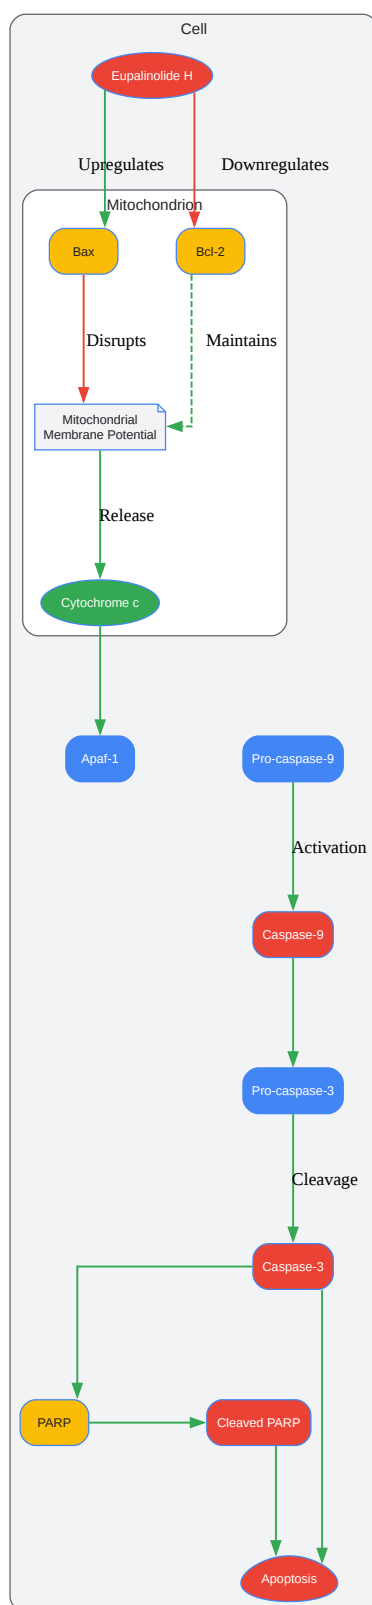 Cell
Eupalinolide H
Upregulates
Downregulates
Mitochondrion
Bax
Bcl-2
Disrupts
Maintains
Mitochondrial
Membrane Potential
Release
Cytochrome c
Apaf-1
Pro-caspase-9
Activation
Caspase-9
Pro-caspase-3
Cleavage
Caspase-3
PARP
Cleaved PARP
Apoptosis